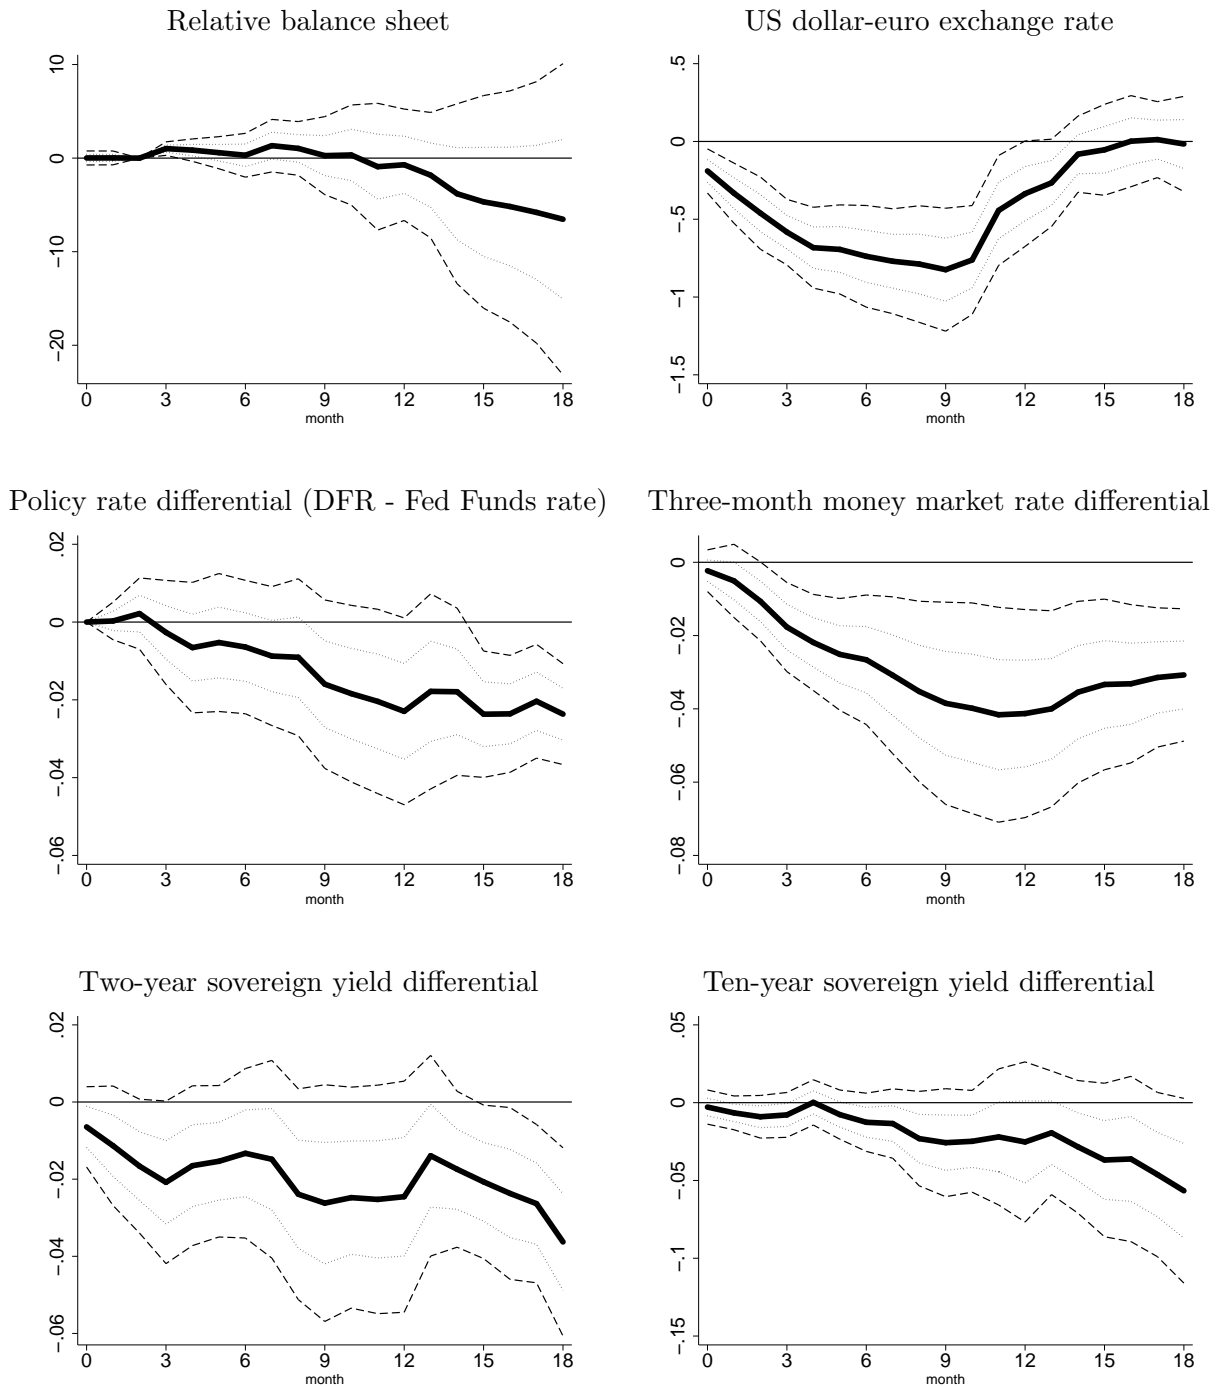 Relative balance sheet
10
0
−10
−20
0 3 6 9 12 15 18
month
US dollar-euro exchange rate
.5
0
−.5
−1
−1.5
0 3 6 9 12 15 18
month
Policy rate differential (DFR - Fed Funds rate)
.02
0
−.02
−.04
−.06
0 3 6 9 12 15 18
month
Three-month money market rate differential
0
−.02
−.04
−.06
−.08
0 3 6 9 12 15 18
month
Two-year sovereign yield differential
.02
0
−.02
−.04
−.06
0 3 6 9 12 15 18
month
Ten-year sovereign yield differential
.05
0
−.05
−.1
−.15
0 3 6 9 12 15 18
month